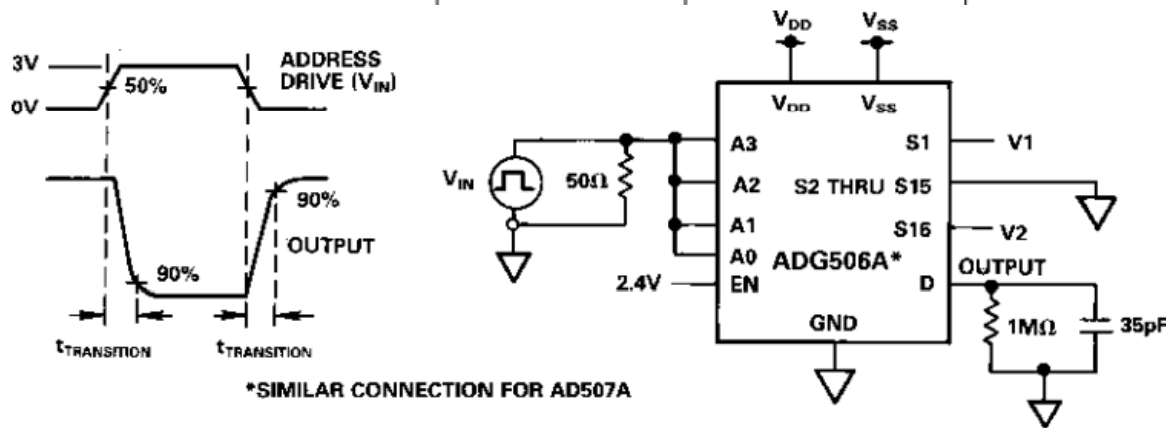 3V
0V
50%
ADDRESS
DRIVE (VIN)
90%
90%
OUTPUT
tTRANSITION
tTRANSITION
*SIMILAR CONNECTION FOR AD507A
VDD
VSS
VDD
VSS
VIN
50Ω
A3
A2
A1
A0
2.4V
EN
S1
V1
S2 THRU S15
S16
V2
ADG506A*
OUTPUT
D
GND
1MΩ
35pF